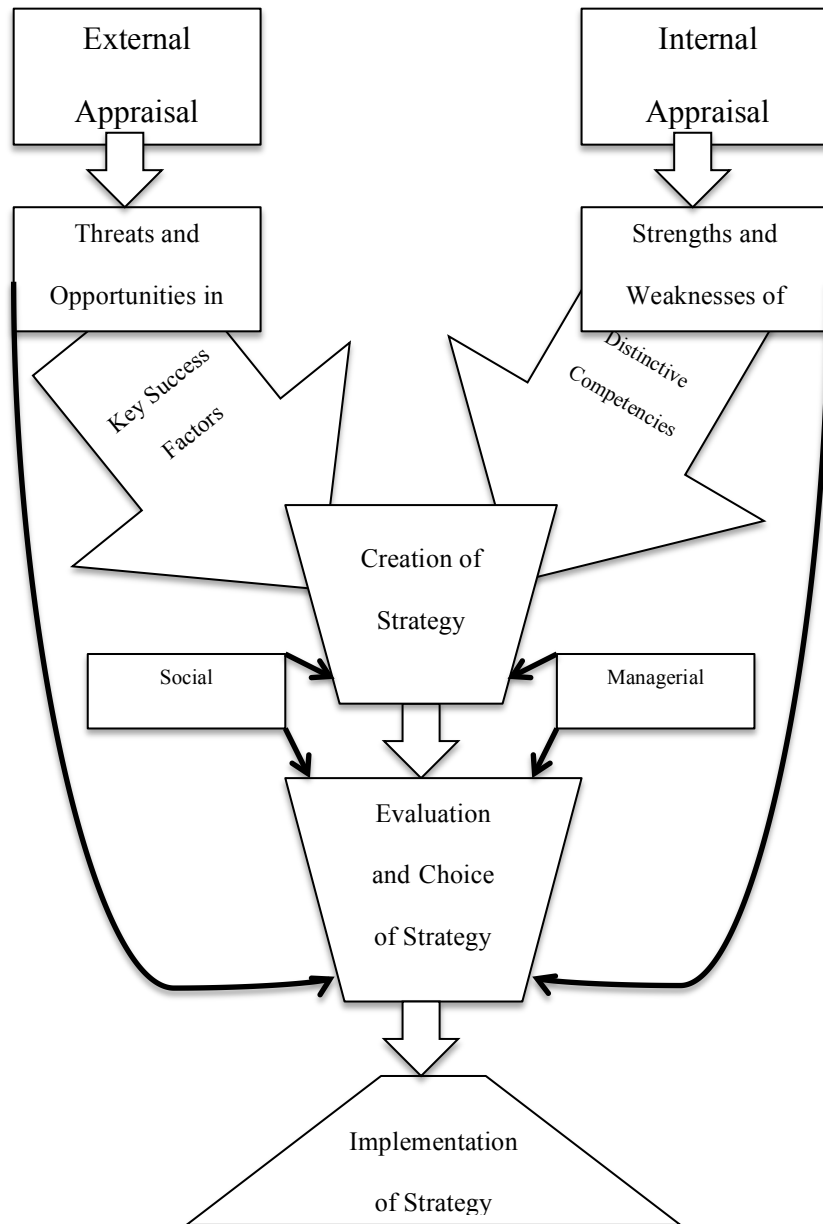 External
Appraisal
Internal
Appraisal
Threats and
Opportunities in
Strengths and
Weaknesses of
Key Success
Factors
Distinctive
Competencies
Creation of
Strategy
Social
Managerial
Evaluation
and Choice
of Strategy
Implementation
of Strategy